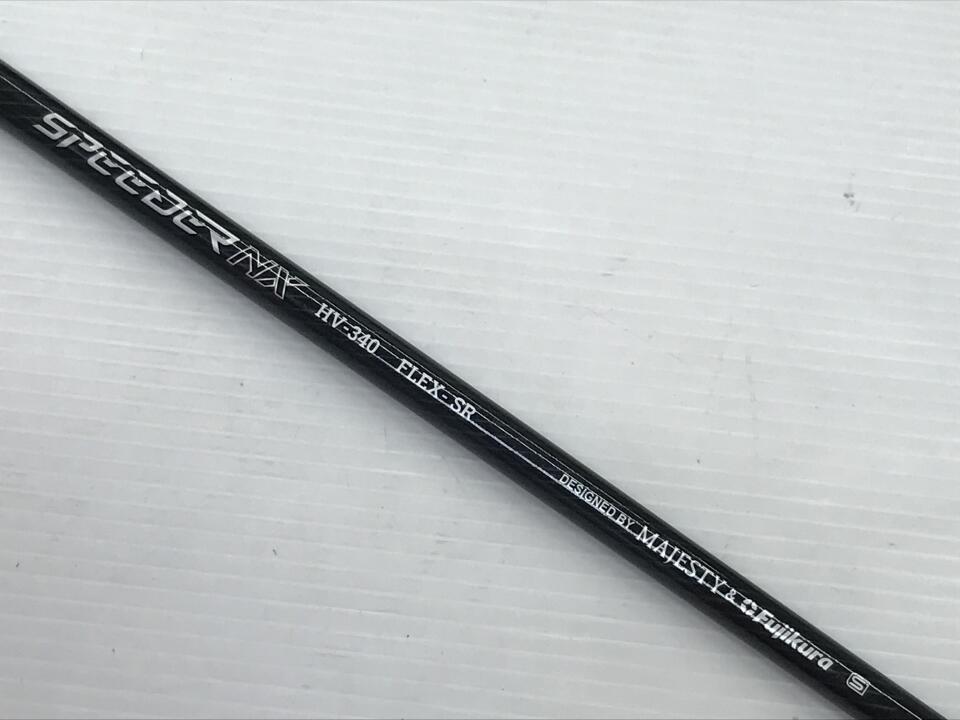 SPEEDER NX HV-340 FLEX-SR DESIGNED BY MAJESTY & Fujikura S